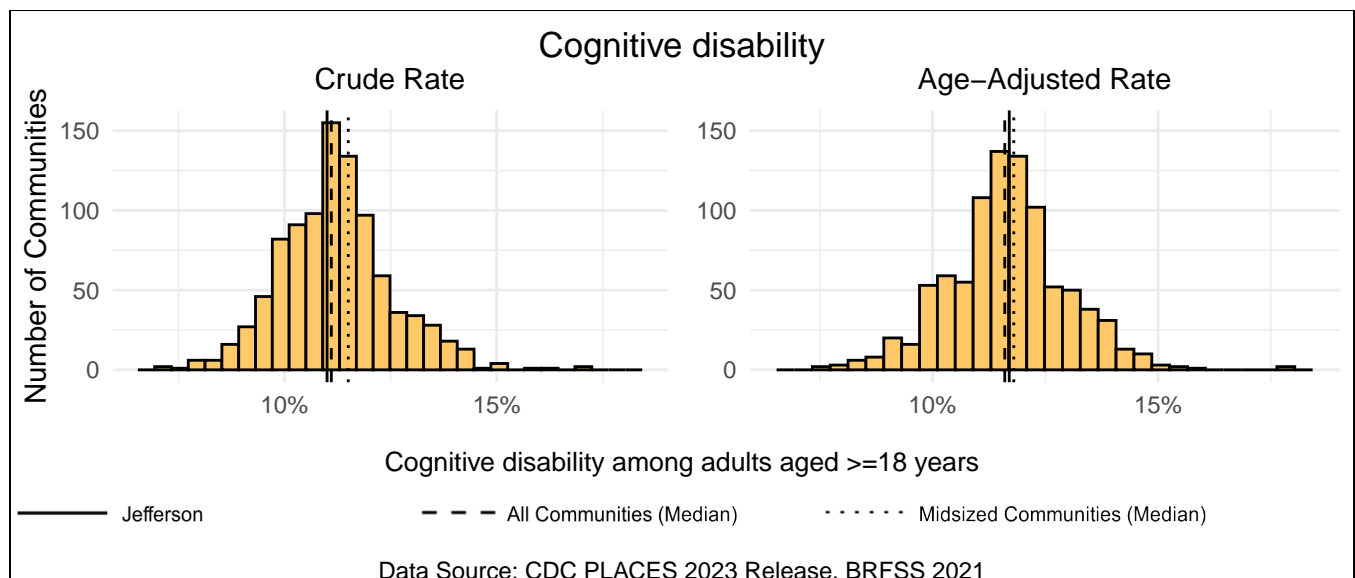 Cognitive disability
Crude Rate
Age−Adjusted Rate
Number of Communities
150
100
50
0
10%
15%
150
100
50
0
10%
15%
Cognitive disability among adults aged >=18 years
Jefferson
All Communities (Median)
Midsized Communities (Median)
Data Source: CDC PLACES 2023 Release, BRFSS 2021